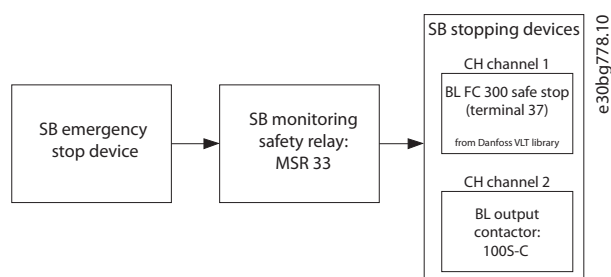 SB emergency
stop device
SB monitoring
safety relay:
MSR 33
SB stopping devices
CH channel 1
BL FC 300 safe stop
(terminal 37)
from Danfoss VLT library
CH channel 2
BL output
contactor:
100S-C
e30bg778.10